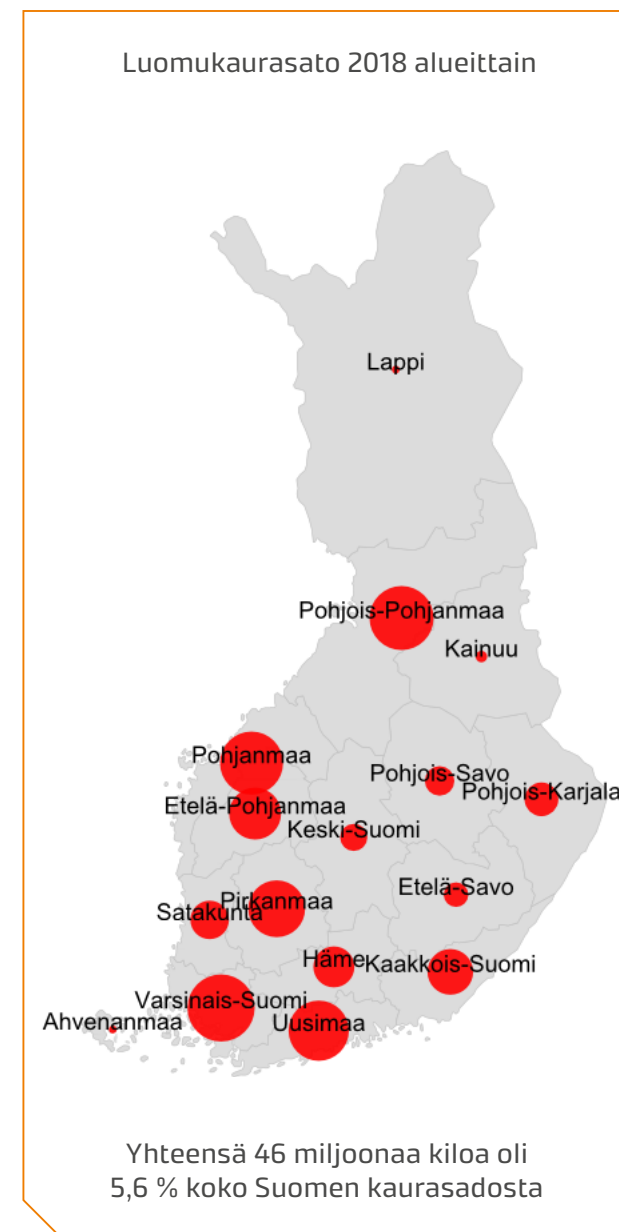 Luomukaurasato 2018 alueittain
Lappi
Pohjois-Pohjanmaa
Kainuu
Pohjanmaa
Pohjois-Savo
Pohjois-Karjala
Etelä-Pohjanmaa
Keski-Suomi
Etelä-Savo
Pirkanmaa
Satakunta
Häme
Kaakkois-Suomi
Varsinais-Suomi
Ahvenanmaa
Uusimaa
Yhteensä 46 miljoonaa kiloa oli
5,6 % koko Suomen kaurasadosta